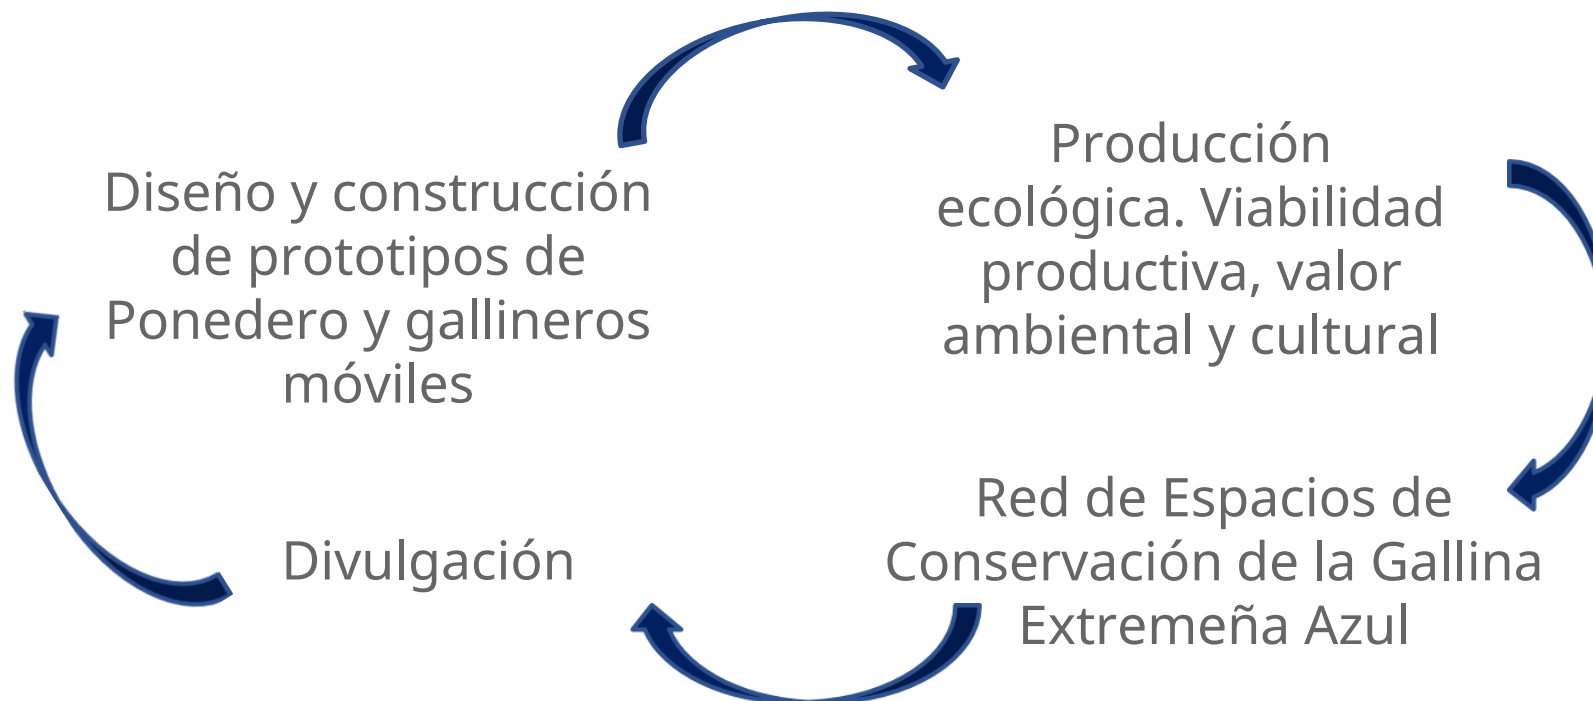 Diseño y construcción
de prototipos de
Ponedero y gallineros
móviles
Producción
ecológica. Viabilidad
productiva, valor
ambiental y cultural
Red de Espacios de
Conservación de la Gallina
Extremeña Azul
Divulgación